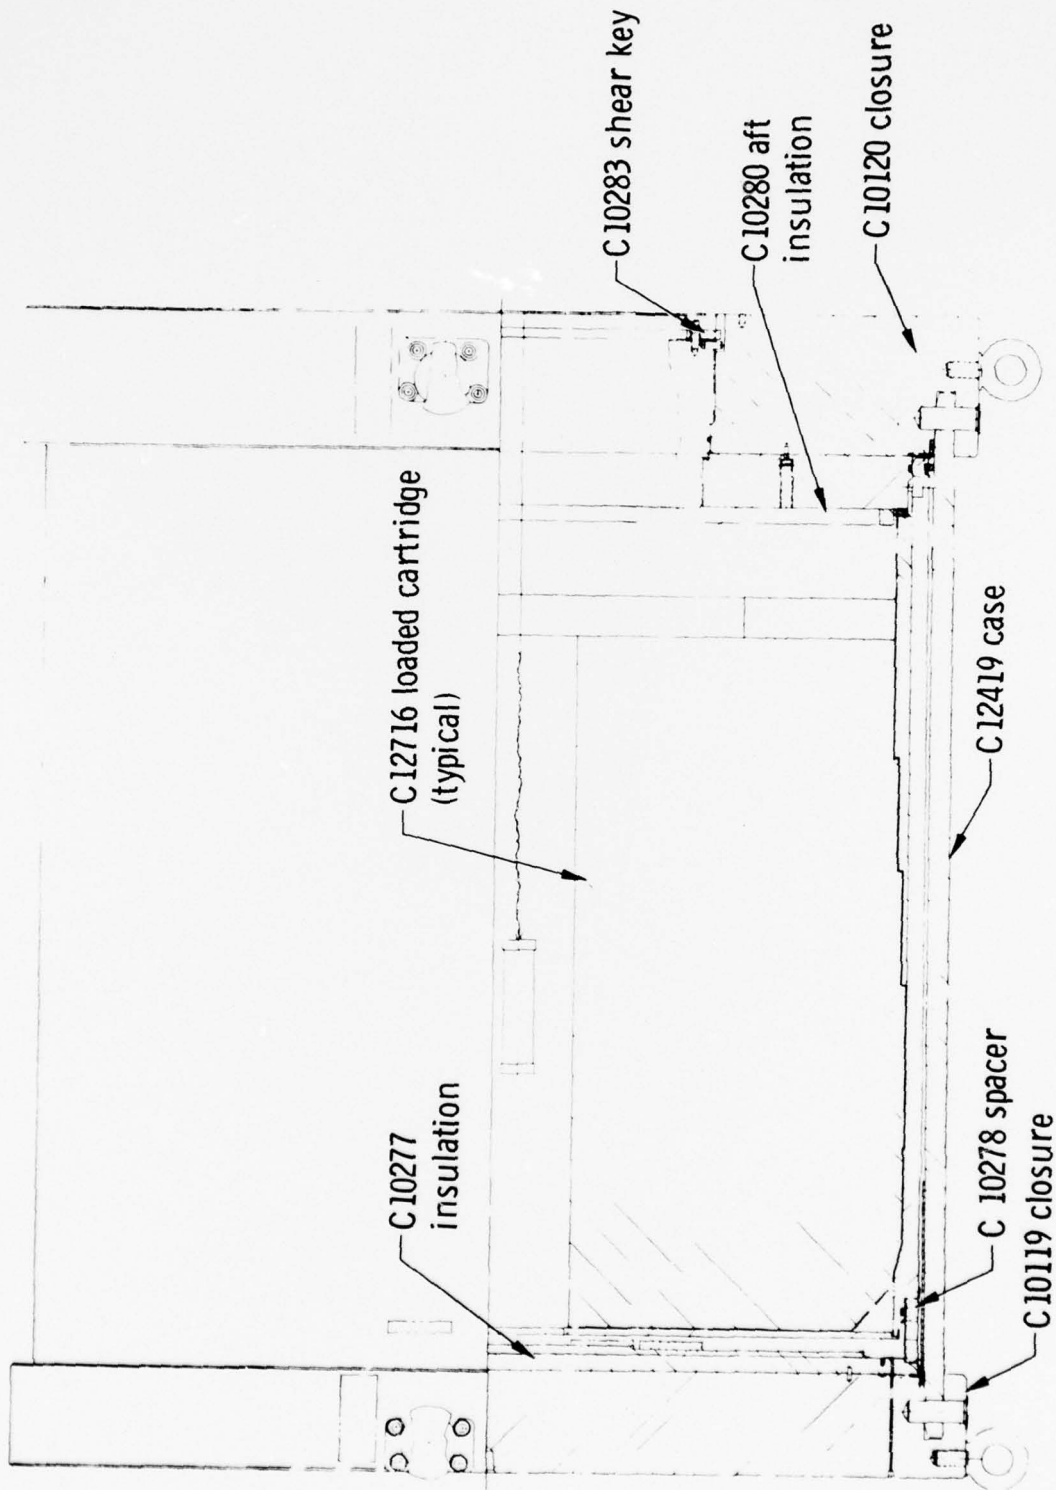 C10283 shear key
C10280 aft
insulation
C10120 closure
C12716 loaded cartridge
(typical)
C12419 case
C10277
insulation
C 10278 spacer
C10119 closure